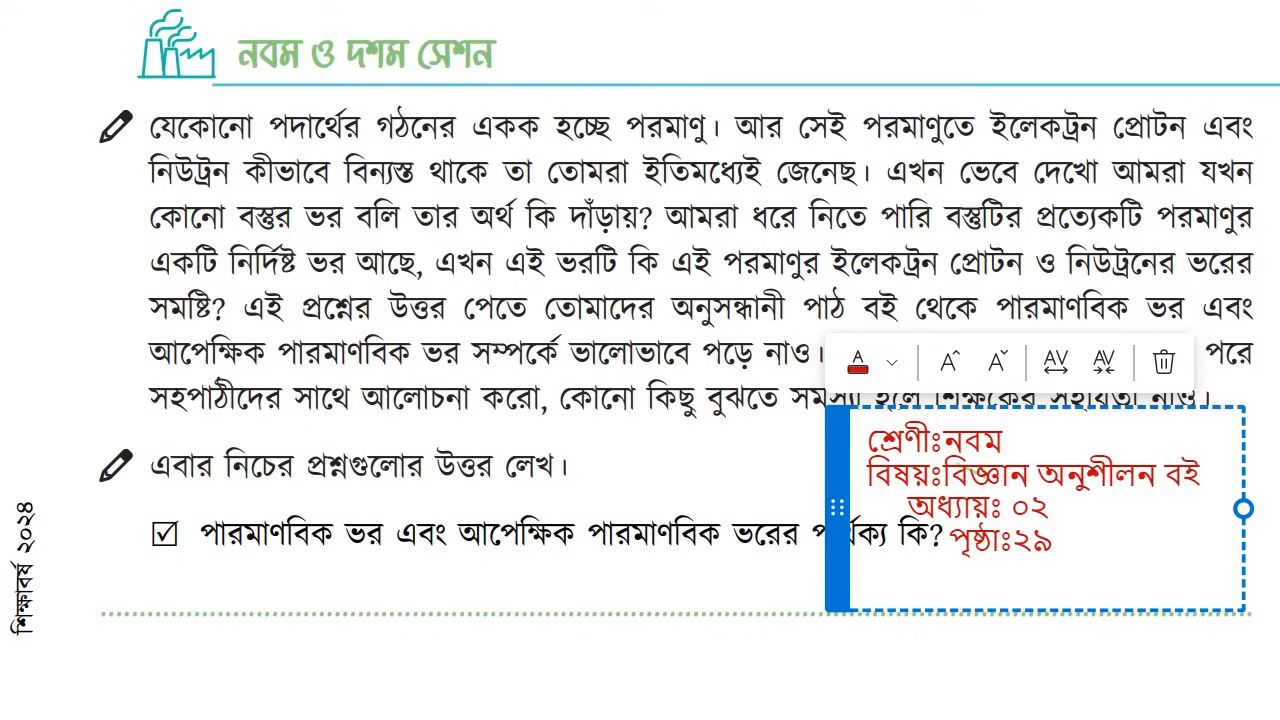 নবম ও দশম সেশন
যেকোনো পদার্থের গঠনের একক হচ্ছে পরমাণু। আর সেই পরমাণুতে ইলেকট্রন প্রোটন এবং
নিউট্রন কীভাবে বিন্যস্ত থাকে তা তোমরা ইতিমধ্যেই জেনেছ। এখন ভেবে দেখো আমরা যখন
কোনো বস্তুর ভর বলি তার অর্থ কি দাঁড়ায়? আমরা ধরে নিতে পারি বস্তুটির প্রত্যেকটি পরমাণুর
একটি নির্দিষ্ট ভর আছে, এখন এই ভরটি কি এই পরমাণুর ইলেকট্রন প্রোটন ও নিউট্রনের ভরের
সমষ্টি? এই প্রশ্নের উত্তর পেতে তোমাদের অনুসন্ধানী পাঠ বই থেকে পারমাণবিক ভর এবং
আপেক্ষিক পারমাণবিক ভর সম্পর্কে ভালোভাবে পড়ে নাও। পরে
সহপাঠীদের সাথে আলোচনা করো, কোনো কিছু বুঝতে সমস্যা হলে শিক্ষকের সহায়তা নাও।
এবার নিচের প্রশ্নগুলোর উত্তর লেখ।
পারমাণবিক ভর এবং আপেক্ষিক পারমাণবিক ভরের কি?
শ্রেণীঃনবম
বিষয়ঃবিজ্ঞান অনুশীলন বই
অধ্যায়ঃ ০২
পৃষ্ঠাঃ২৯
শিক্ষাবর্ষ ২০২৪